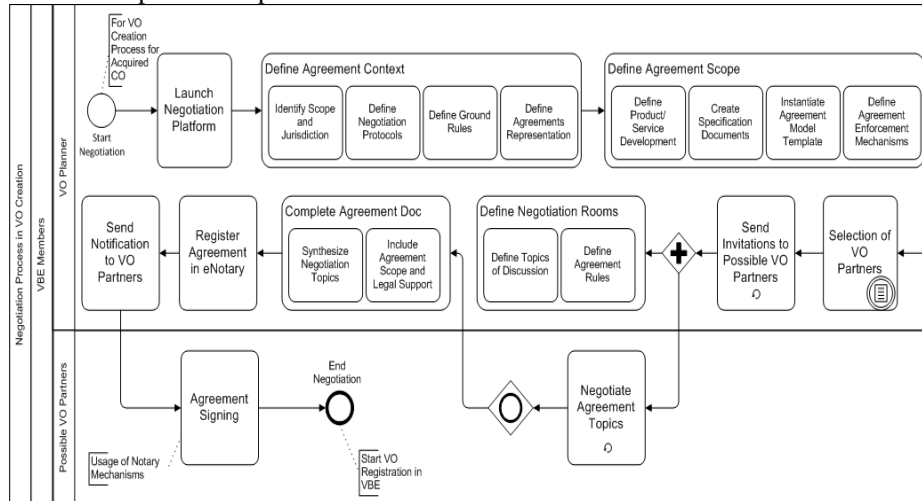 For VO
Creation
Process for
Acquired
CO
Start
Negotiation
Launch
Negotiation
Platform
Define Agreement Context
Identify Scope
and
Jurisdiction
Define
Negotiation
Protocols
Define Ground
Rules
Define
Agreements
Representation
Define Agreement Scope
Define
Product/
Service
Development
Create
Specification
Documents
Instantiate
Agreement
Model
Template
Define
Agreement
Enforcement
Mechanisms
Negotiation Process in VO Creation
VBE Members
VO Planner
Send
Notification
to VO
Partners
Register
Agreement
in eNotary
Complete Agreement Doc
Synthesize
Negotiation
Topics
Include
Agreement
Scope and
Legal Support
Define Negotiation Rooms
Define Topics
of Discussion
Define
Agreement
Rules
Send
Invitations to
Possible VO
Partners
Selection of
VO
Partners
Possible VO Partners
Agreement
Signing
End
Negotiation
Negotiate
Agreement
Topics
Usage of Notary
Mechanisms
Start VO
Registration in
VBE